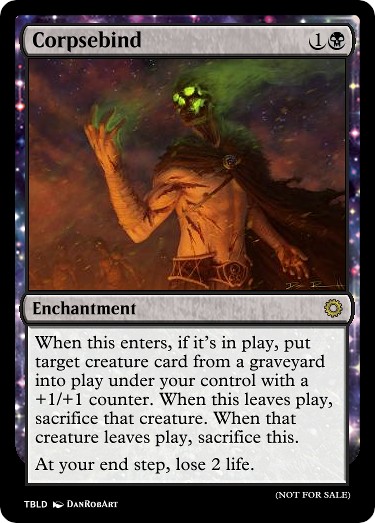 Corpsebind 1
Enchantment
When this enters, if it's in play, put
target creature card from a graveyard
into play under your control with a
+1/+1 counter. When this leaves play,
sacrifice that creature. When that
creature leaves play, sacrifice this.
At your end step, lose 2 life.
TBLD DanRobArt (NOT FOR SALE)